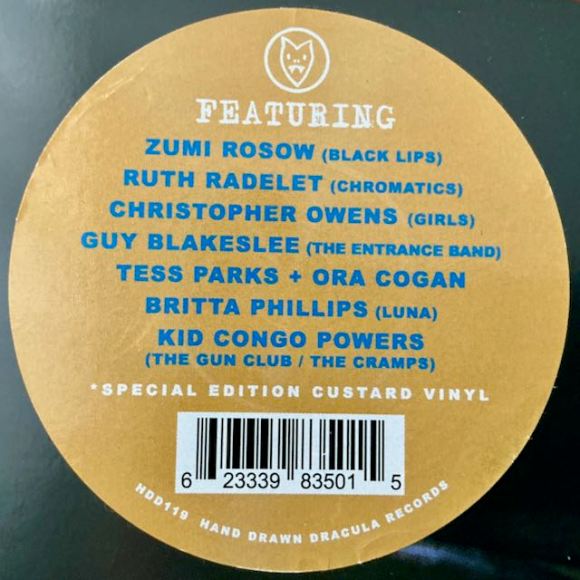 FEATURING
ZUMI ROSOW (BLACK LIPS)
RUTH RADELET (CHROMATICS)
CHRISTOPHER OWENS (GIRLS)
GUY BLAKESLEE (THE ENTRANCE BAND)
TESS PARKS + ORA COGAN
BRITTA PHILLIPS (LUNA)
KID CONGO POWERS
(THE GUN CLUB / THE CRAMPS)
*SPECIAL EDITION CUSTARD VINYL
6 23339 83501 5
HDD119 HAND DRAWN DRACULA RECORDS